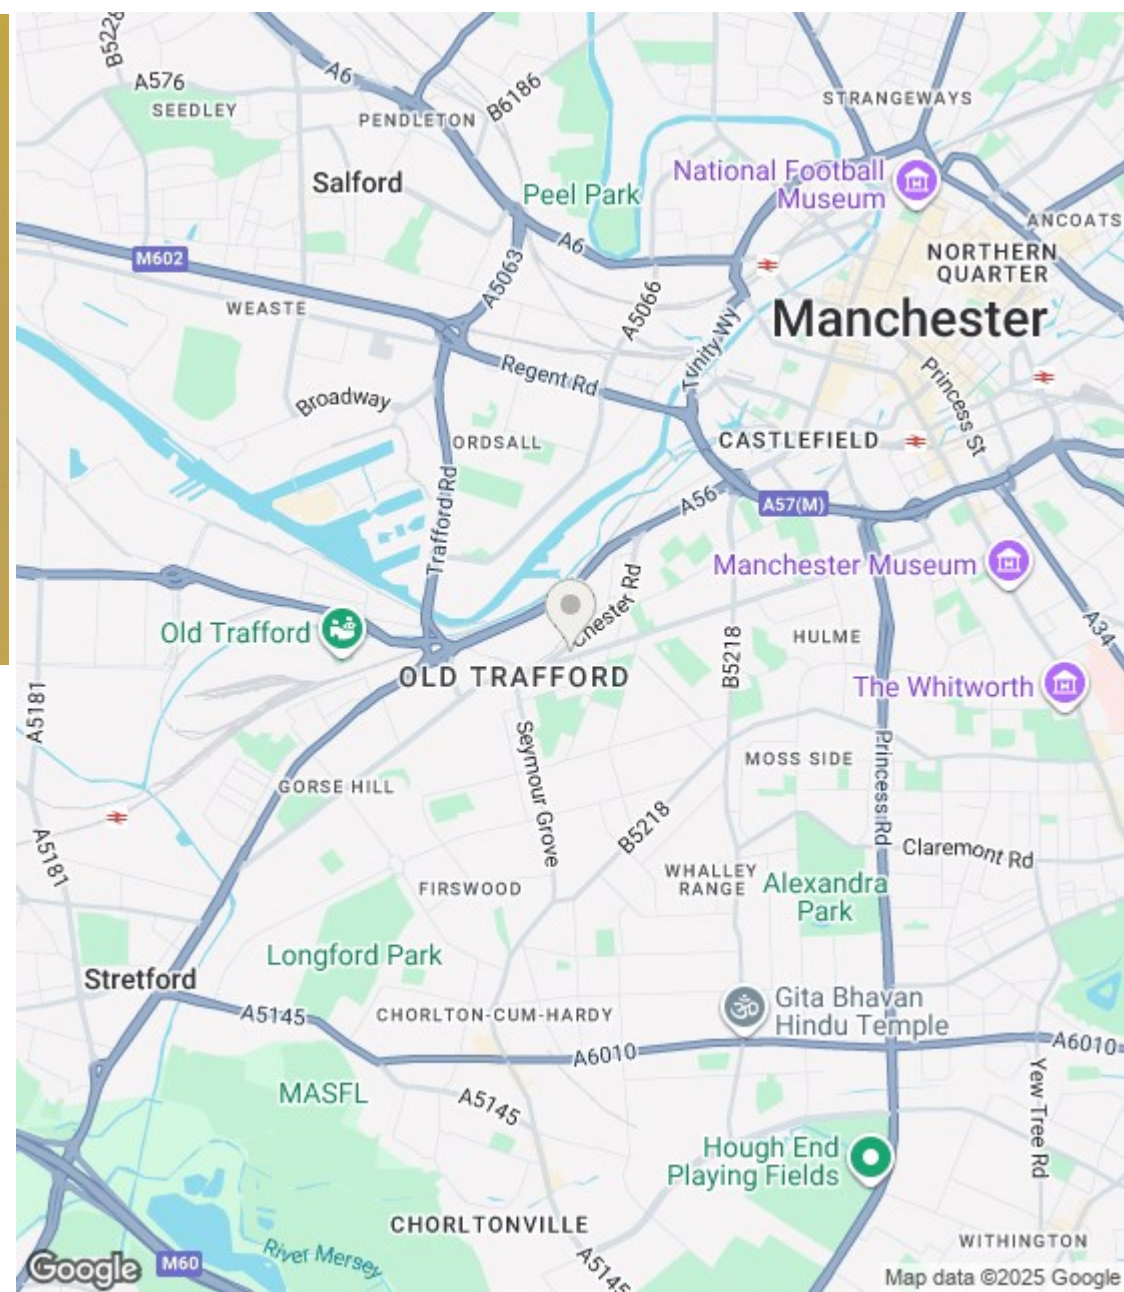 B5228
A6
A576
SEEDLEY
PENDLETON
B6186
STRANGEWAYS
Salford
Peel Park
National Football
Museum
ANCOATS
M602
A6
NORTHERN
QUARTER
A5063
WEASTE
A5066
Manchester
Trinity Wy
Regent Rd
Princess St
Broadway
ORDSALL
CASTLEFIELD
Trafford Rd
A56
A57(M)
Manchester Museum
Chester Rd
Old Trafford
HULME
A34
B5218
OLD TRAFFORD
The Whitworth
A5181
Seymour Grove
MOSS SIDE
Princess Rd
GORSE HILL
B5218
A5181
Claremont Rd
FIRSWOOD
WHALLEY
RANGE
Alexandra
Park
Longford Park
Stretford
A5145
CHORLTON-CUM-HARDY
Gita Bhavan
Hindu Temple
A6010
A6010
MASFL
A5145
Yew Tree Rd
Hough End
Playing Fields
CHORLTONVILLE
WITHINGTON
River Mersey
M60
A5145
Google
Map data ©2025 Google